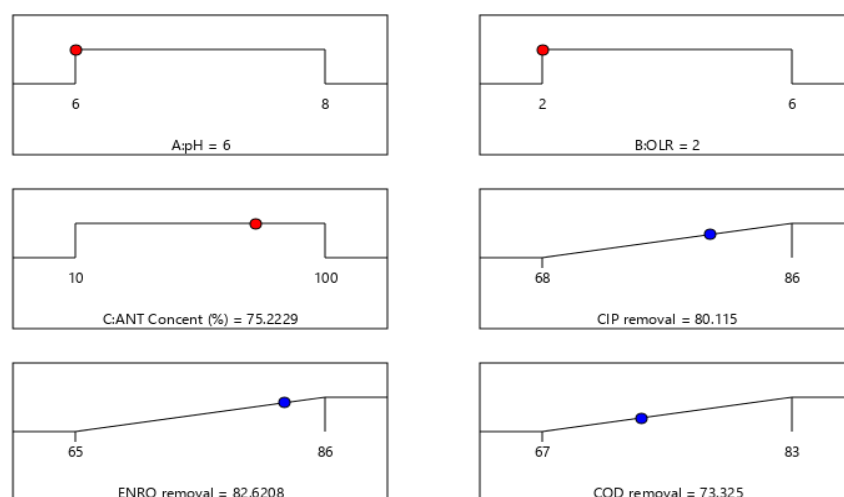 6 8
A:pH = 6
2 6
B:OLR = 2
10 100
C:ANT Concent (%) = 75.2229
68 86
CIP removal = 80.115
65 86
ENRO removal = 82.6208
67 83
COD removal = 73.325